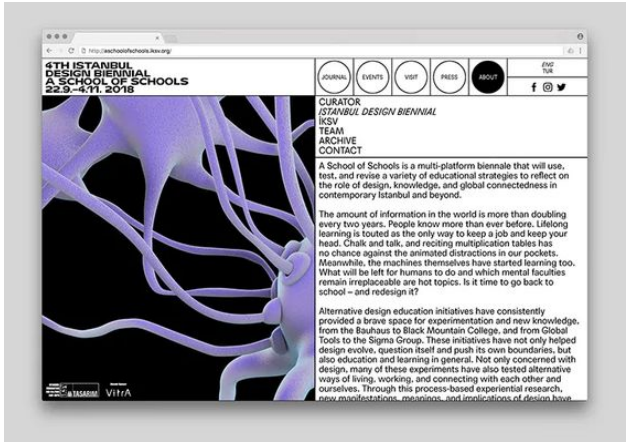 http://aschoolofschools.iksv.org/
4TH ISTANBUL
DESIGN BIENNIAL
A SCHOOL OF SCHOOLS
22.9.–4.11. 2018
JOURNAL
EVENTS
VISIT
PRESS
ABOUT
ENG
TUR
CURATOR
ISTANBUL DESIGN BIENNIAL
İKSV
TEAM
ARCHIVE
CONTACT
A School of Schools is a multi-platform biennale that will use,
test, and revise a variety of educational strategies to reflect on
the role of design, knowledge, and global connectedness in
contemporary Istanbul and beyond.
The amount of information in the world is more than doubling
every two years. People know more than ever before. Lifelong
learning is touted as the only way to keep a job and keep your
head. Chalk and talk, and reciting multiplication tables has
no chance against the animated distractions in our pockets.
Meanwhile, the machines themselves have started learning too.
What will be left for humans to do and which mental faculties
remain irreplaceable are hot topics. Is it time to go back to
school – and redesign it?
Alternative design education initiatives have consistently
provided a brave space for experimentation and new knowledge,
from the Bauhaus to Black Mountain College, and from Global
Tools to the Sigma Group. These initiatives have not only helped
design evolve, question itself and push its own boundaries, but
also education and learning in general. Not only concerned with
design, many of these experiments have also tested alternative
ways of living, working, and connecting with each other and
ourselves. Through this process-based experiential research,
new manifestations, meanings, and implications of design have
TASARIM
VitrA